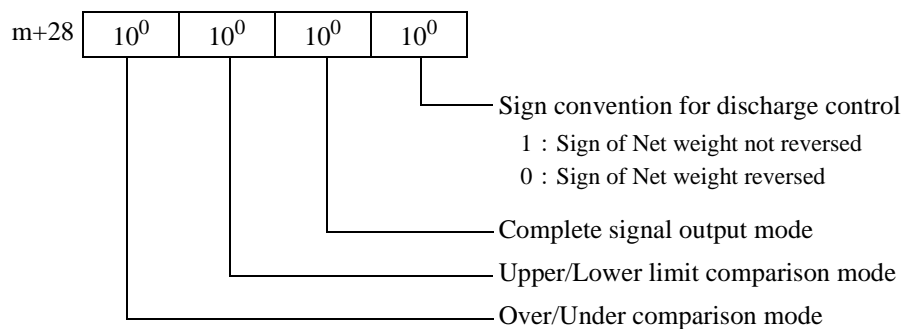 m+28 10⁰ 10⁰ 10⁰ 10⁰
Sign convention for discharge control
1 : Sign of Net weight not reversed
0 : Sign of Net weight reversed
Complete signal output mode
Upper/Lower limit comparison mode
Over/Under comparison mode